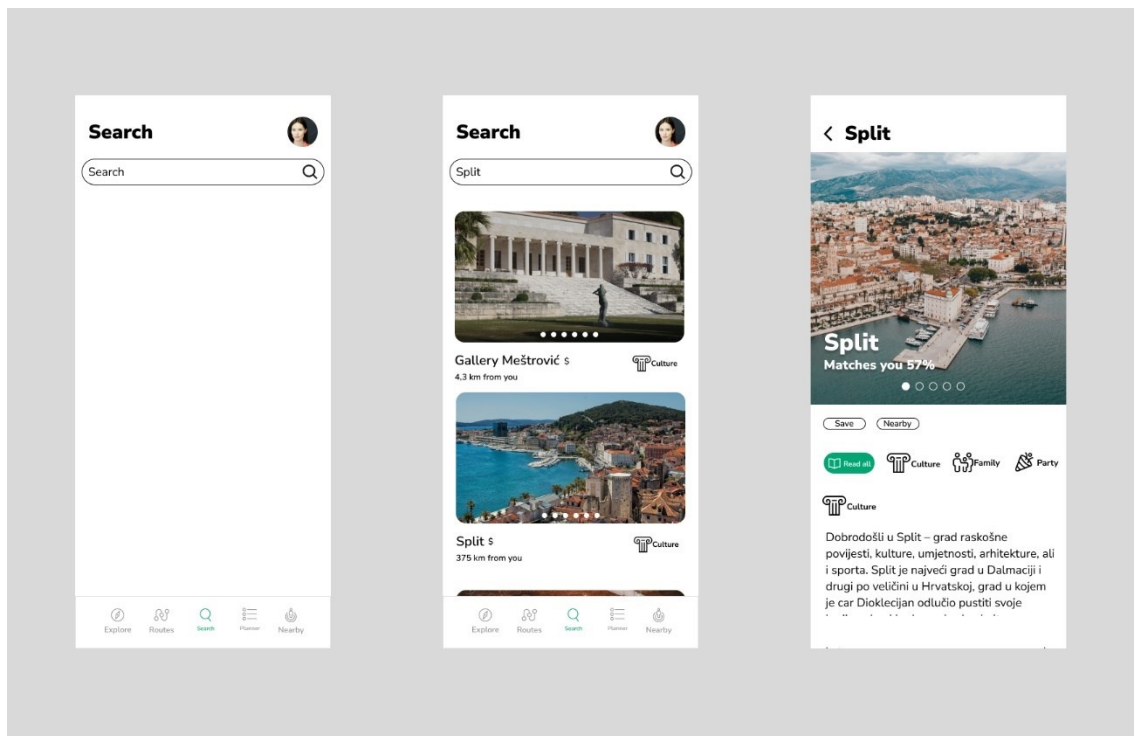 Search
Search
Explore
Routes
Search
Planner
Nearby
Search
Split
Gallery Meštrović $
Culture
4,3 km from you
Split $
Culture
375 km from you
Explore
Routes
Search
Planner
Nearby
< Split
Split
Matches you 57%
Save
Nearby
Read all
Culture
Family
Party
Culture
Dobrodošli u Split – grad raskošne
povijesti, kulture, umjetnosti, arhitekture, ali
i sporta. Split je najveći grad u Dalmaciji i
drugi po veličini u Hrvatskoj, grad u kojem
je car Dioklecijan odlučio pustiti svoje